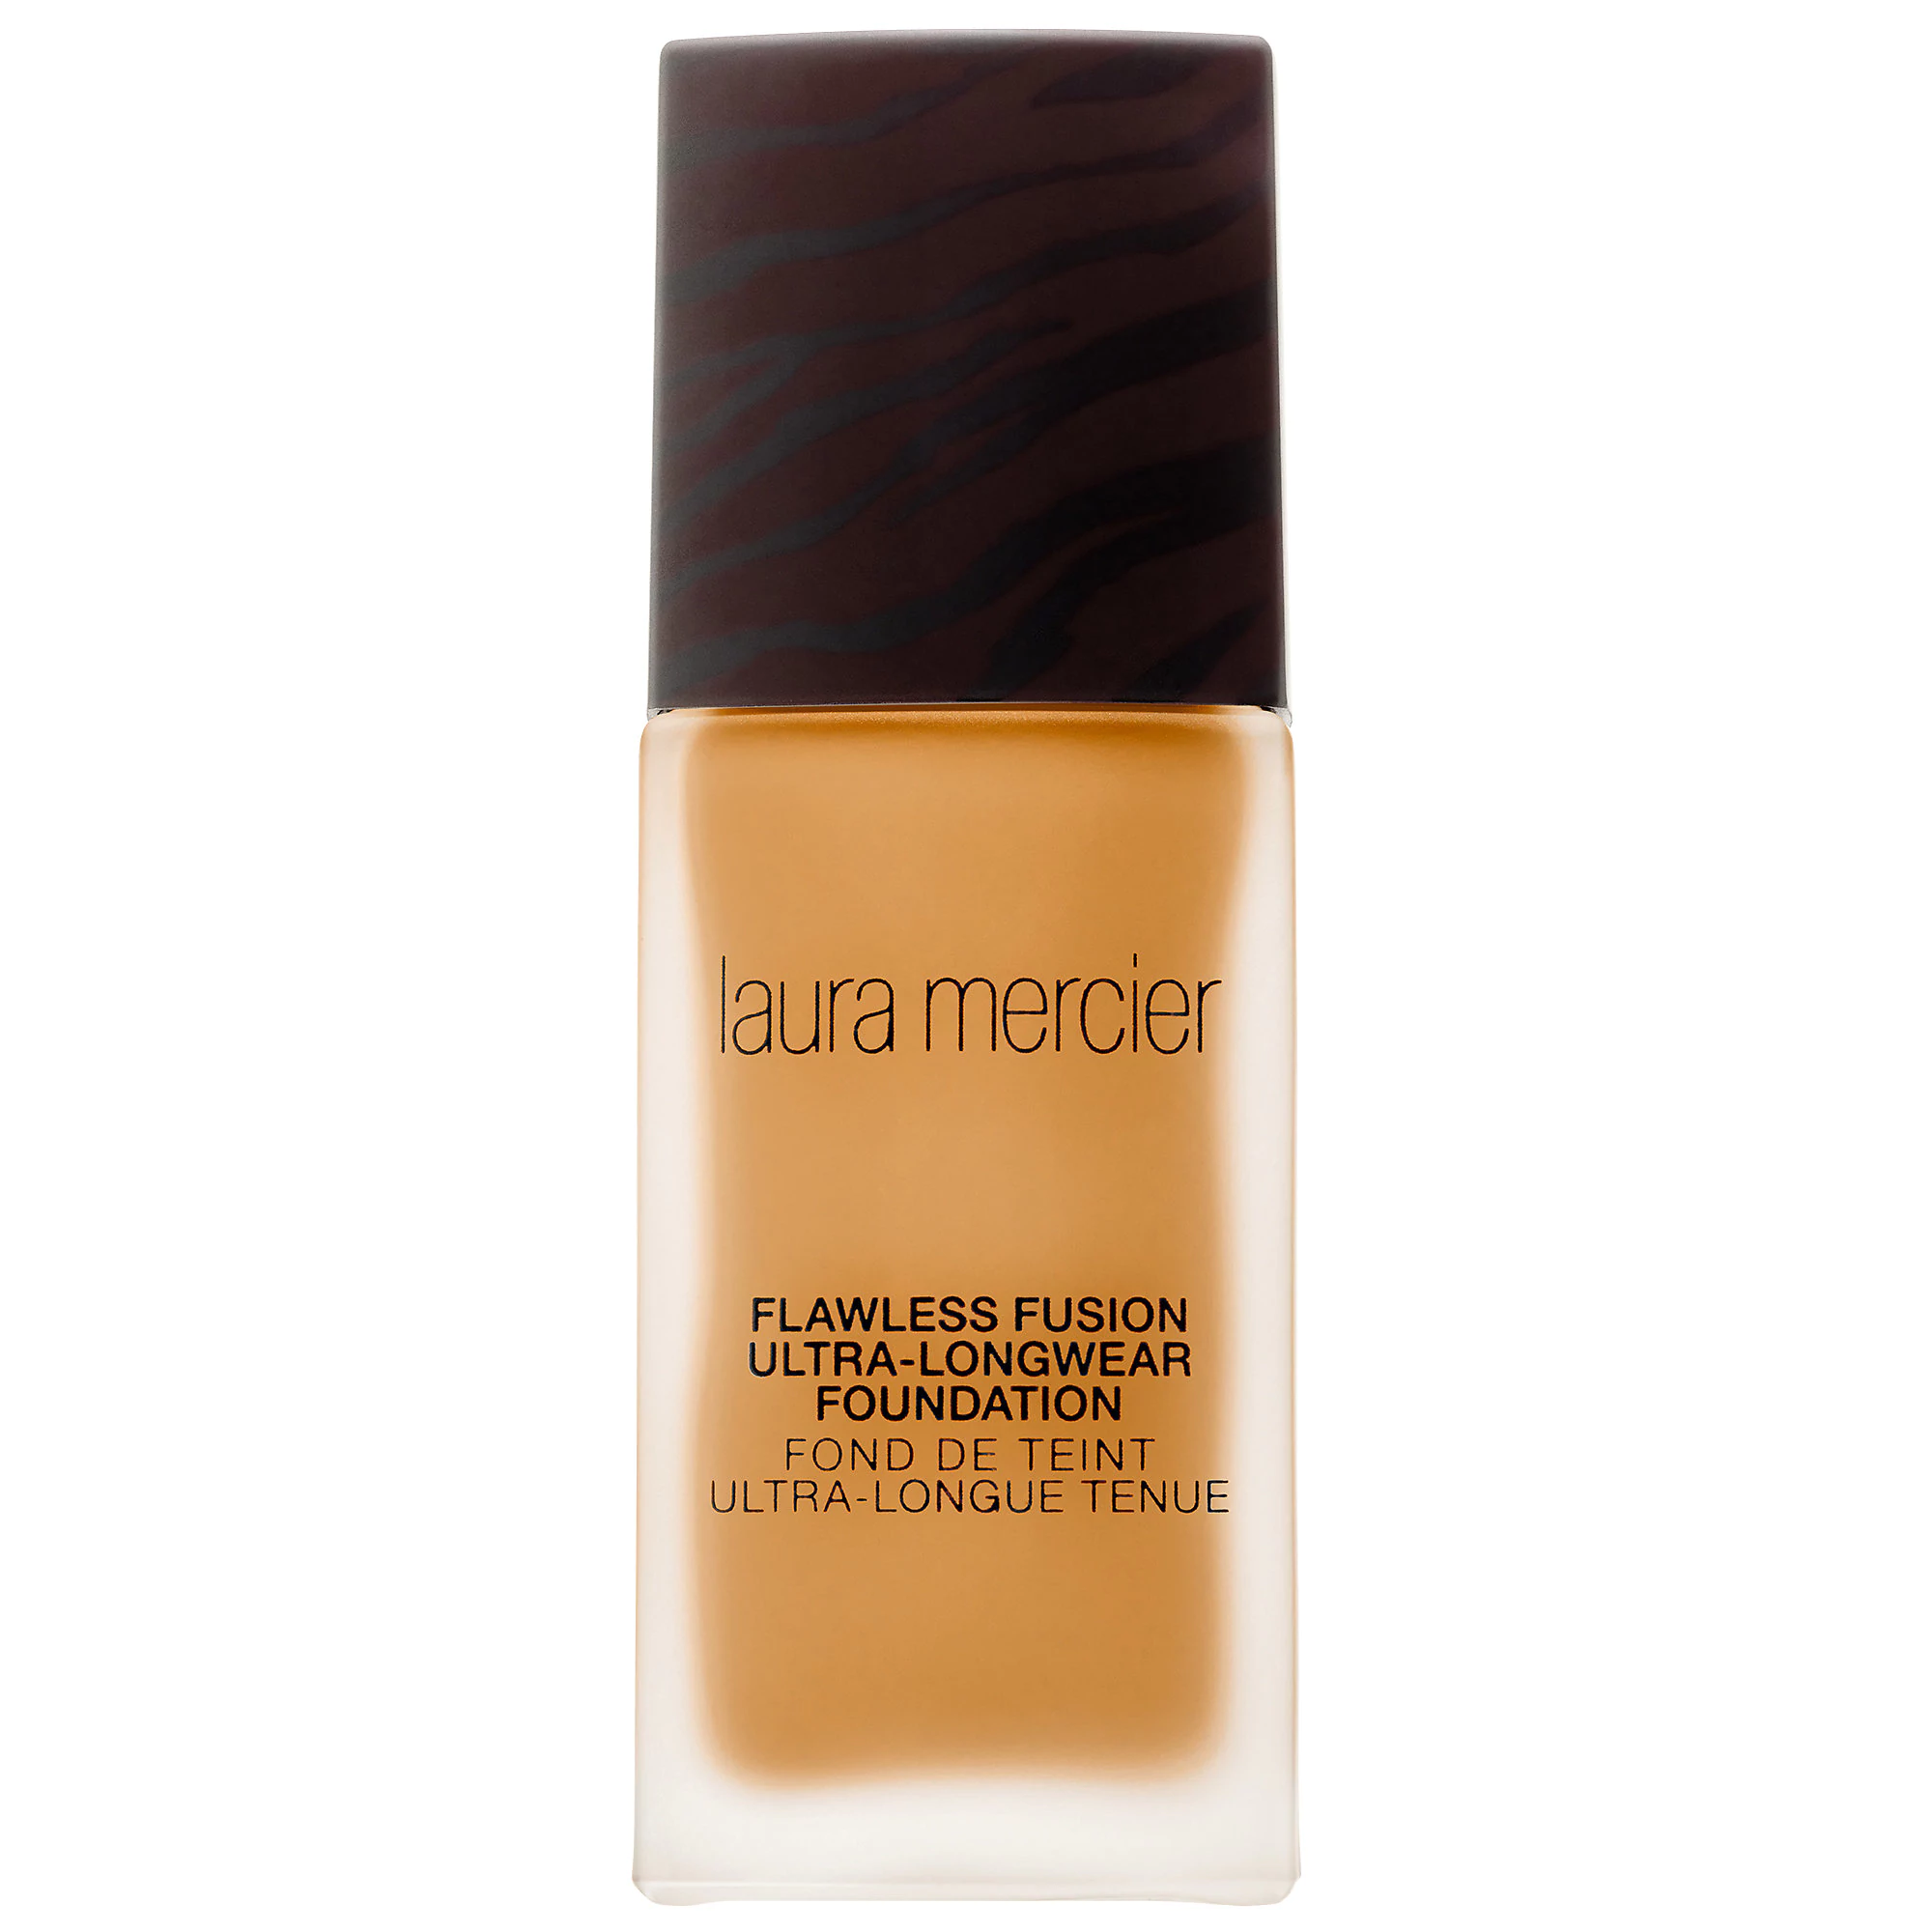 laura mercier
FLAWLESS FUSION
ULTRA-LONGWEAR
FOUNDATION
FOND DE TEINT
ULTRA-LONGUE TENUE